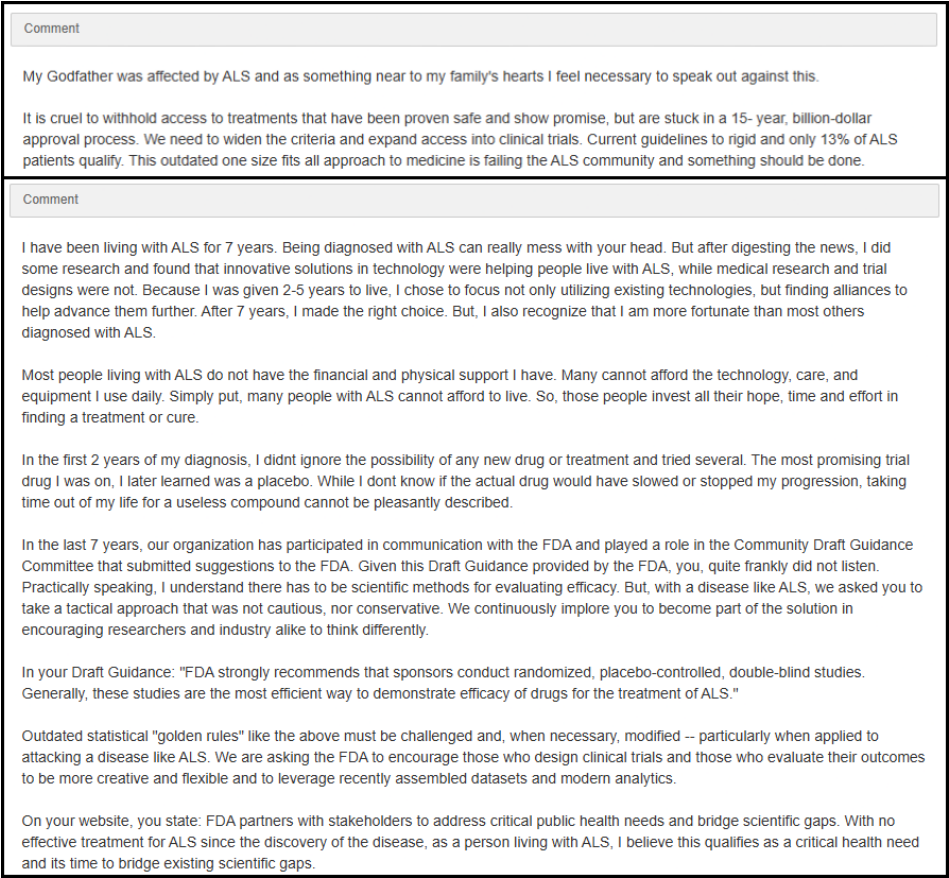 Comment
My Godfather was affected by ALS and as something near to my family's hearts I feel necessary to speak out against this.
It is cruel to withhold access to treatments that have been proven safe and show promise, but are stuck in a 15- year, billion-dollar
approval process. We need to widen the criteria and expand access into clinical trials. Current guidelines to rigid and only 13% of ALS
patients qualify. This outdated one size fits all approach to medicine is failing the ALS community and something should be done.
Comment
I have been living with ALS for 7 years. Being diagnosed with ALS can really mess with your head. But after digesting the news, I did
some research and found that innovative solutions in technology were helping people live with ALS, while medical research and trial
designs were not. Because I was given 2-5 years to live, I chose to focus not only utilizing existing technologies, but finding alliances to
help advance them further. After 7 years, I made the right choice. But, I also recognize that I am more fortunate than most others
diagnosed with ALS.
Most people living with ALS do not have the financial and physical support I have. Many cannot afford the technology, care, and
equipment I use daily. Simply put, many people with ALS cannot afford to live. So, those people invest all their hope, time and effort in
finding a treatment or cure.
In the first 2 years of my diagnosis, I didnt ignore the possibility of any new drug or treatment and tried several. The most promising trial
drug I was on, I later learned was a placebo. While I dont know if the actual drug would have slowed or stopped my progression, taking
time out of my life for a useless compound cannot be pleasantly described.
In the last 7 years, our organization has participated in communication with the FDA and played a role in the Community Draft Guidance
Committee that submitted suggestions to the FDA. Given this Draft Guidance provided by the FDA, you, quite frankly did not listen.
Practically speaking, I understand there has to be scientific methods for evaluating efficacy. But, with a disease like ALS, we asked you to
take a tactical approach that was not cautious, nor conservative. We continuously implore you to become part of the solution in
encouraging researchers and industry alike to think differently.
In your Draft Guidance: "FDA strongly recommends that sponsors conduct randomized, placebo-controlled, double-blind studies.
Generally, these studies are the most efficient way to demonstrate efficacy of drugs for the treatment of ALS."
Outdated statistical "golden rules" like the above must be challenged and, when necessary, modified -- particularly when applied to
attacking a disease like ALS. We are asking the FDA to encourage those who design clinical trials and those who evaluate their outcomes
to be more creative and flexible and to leverage recently assembled datasets and modern analytics.
On your website, you state: FDA partners with stakeholders to address critical public health needs and bridge scientific gaps. With no
effective treatment for ALS since the discovery of the disease, as a person living with ALS, I believe this qualifies as a critical health need
and its time to bridge existing scientific gaps.